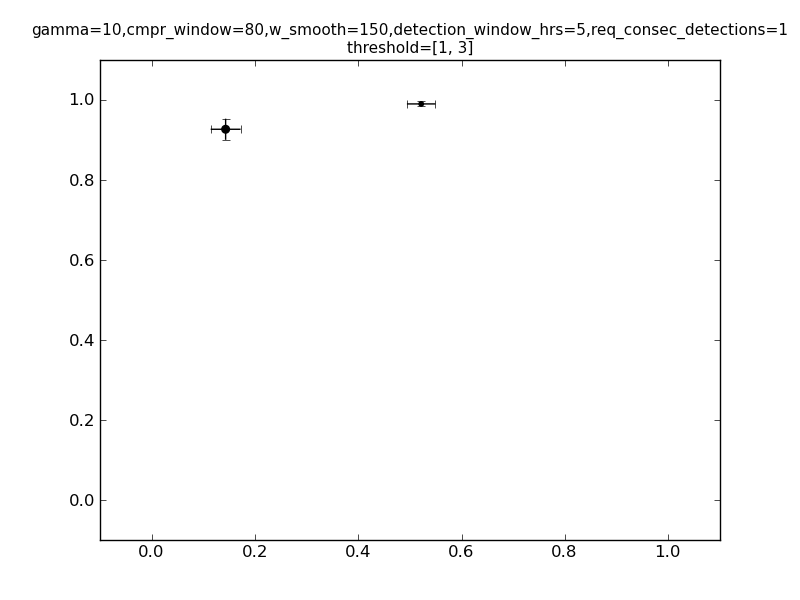 gamma=10,cmpr_window=80,w_smooth=150,detection_window_hrs=5,req_consec_detections=1
threshold=[1, 3]
1.0
0.8
0.6
0.4
0.2
0.0
0.0 0.2 0.4 0.6 0.8 1.0